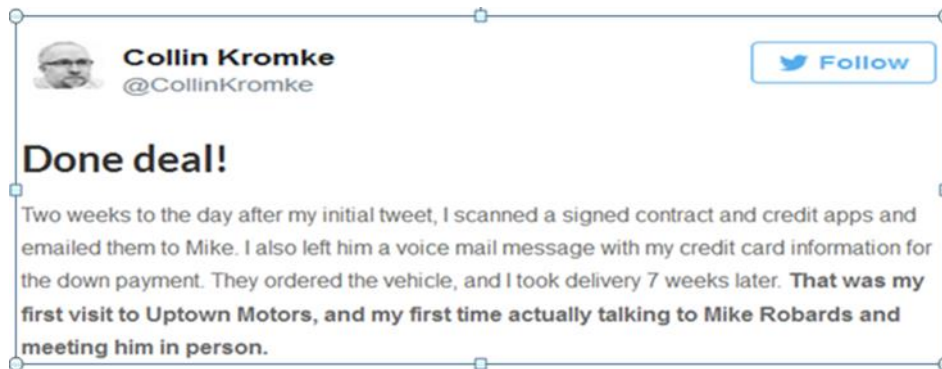 Collin Kromke
@CollinKromke
Follow
Done deal!
Two weeks to the day after my initial tweet, I scanned a signed contract and credit apps and
emailed them to Mike. I also left him a voice mail message with my credit card information for
the down payment. They ordered the vehicle, and I took delivery 7 weeks later. That was my
first visit to Uptown Motors, and my first time actually talking to Mike Robards and
meeting him in person.